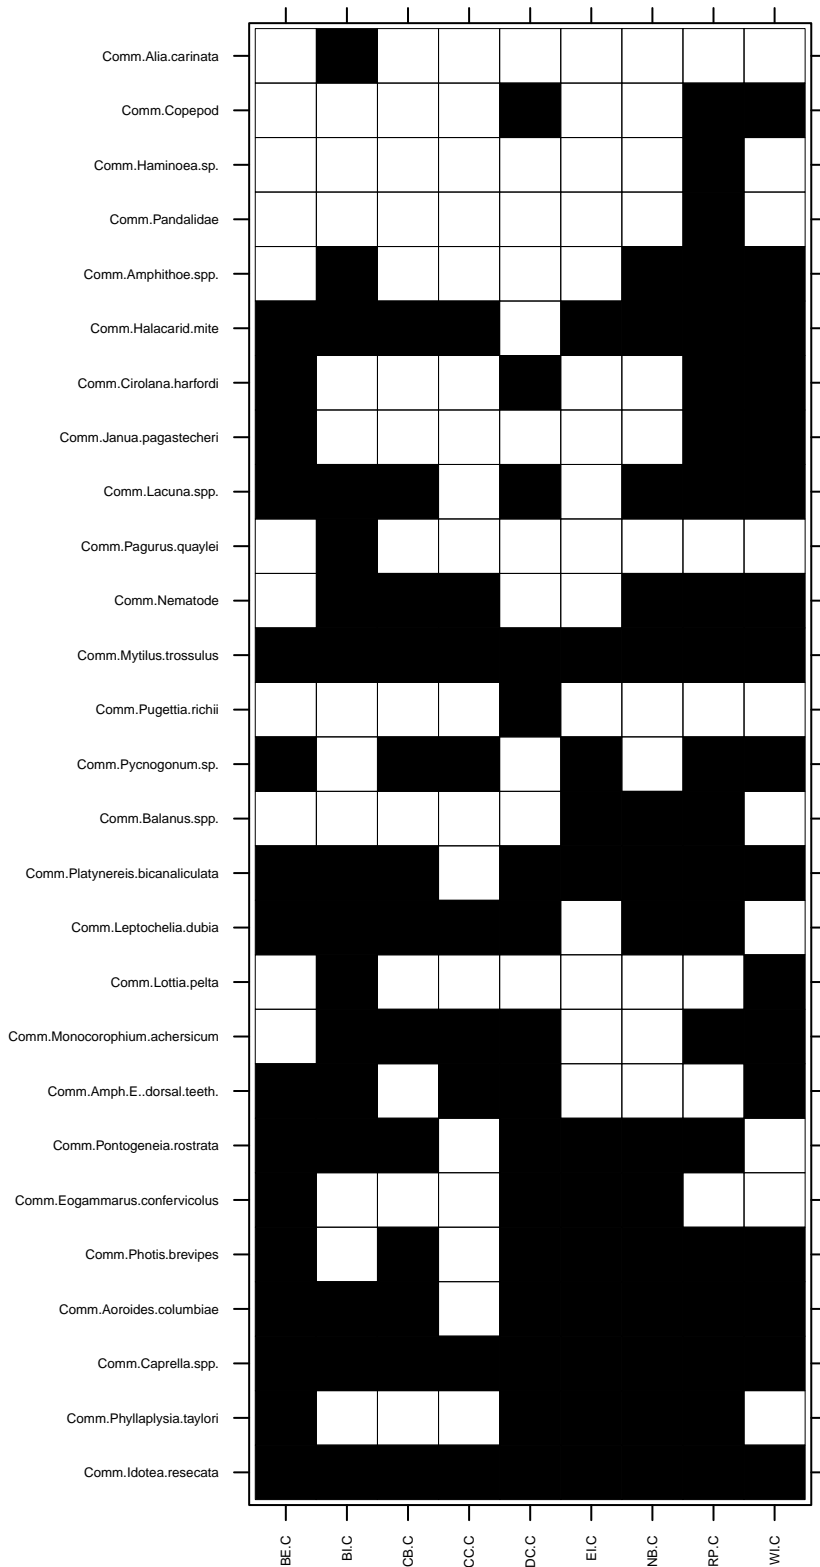 Comm.Alia.carinata
Comm.Copepod
Comm.Haminoea.sp.
Comm.Pandalidae
Comm.Amphithoe.spp.
Comm.Halacarid.mite
Comm.Cirolana.harfordi
Comm.Janua.pagastecheri
Comm.Lacuna.spp.
Comm.Pagurus.quaylei
Comm.Nematode
Comm.Mytilus.trossulus
Comm.Pugettia.richii
Comm.Pycnogonum.sp.
Comm.Balanus.spp.
Comm.Platynereis.bicanaliculata
Comm.Leptochelia.dubia
Comm.Lottia.pelta
Comm.Monocorophium.achersicum
Comm.Amph.E..dorsal.teeth.
Comm.Pontogeneia.rostrata
Comm.Eogammarus.confervicolus
Comm.Photis.brevipes
Comm.Aoroides.columbiae
Comm.Caprella.spp.
Comm.Phyllaplysia.taylori
Comm.Idotea.resecata
BE.C
BI.C
CB.C
CC.C
DC.C
EI.C
NB.C
RP.C
WI.C